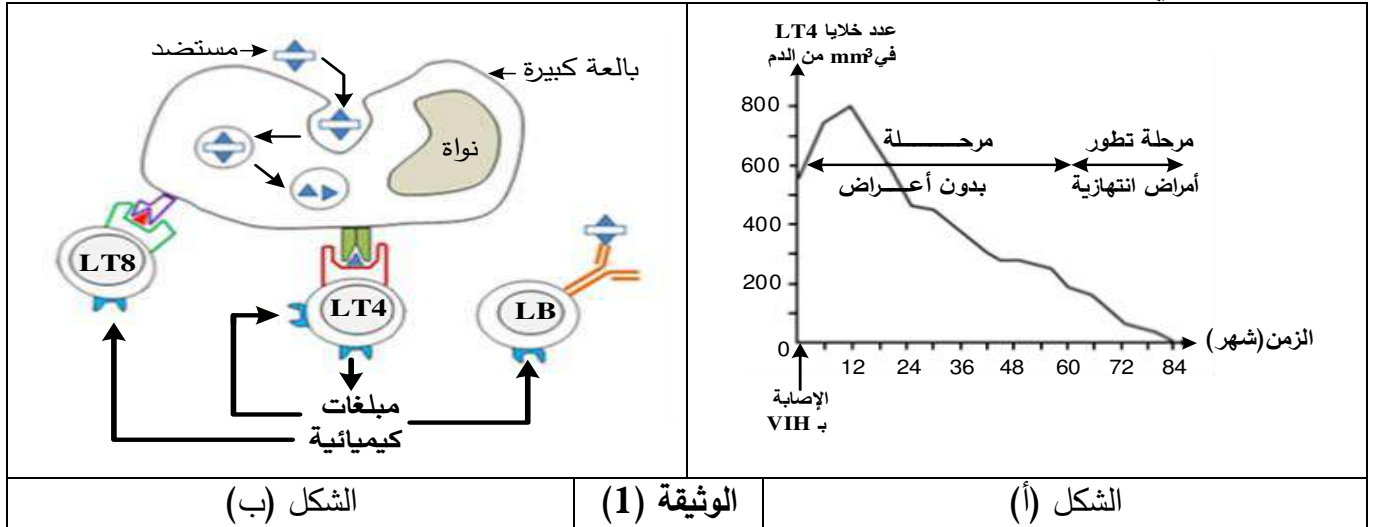 عدد خلايا LT4
في mm³ من الدم
800
600
400
200
0
مرحـــــــلة
بدون أعـــراض
مرحلة تطور
أمراض انتهازية
12 24 36 48 60 72 84
الزمن(شهر)
الإصابة
بـ VIH
مستضد
بالعة كبيرة
نواة
LT8
LT4
LB
مبلغات
كيميائية
الشكل (أ)
الوثيقة (1)
الشكل (ب)